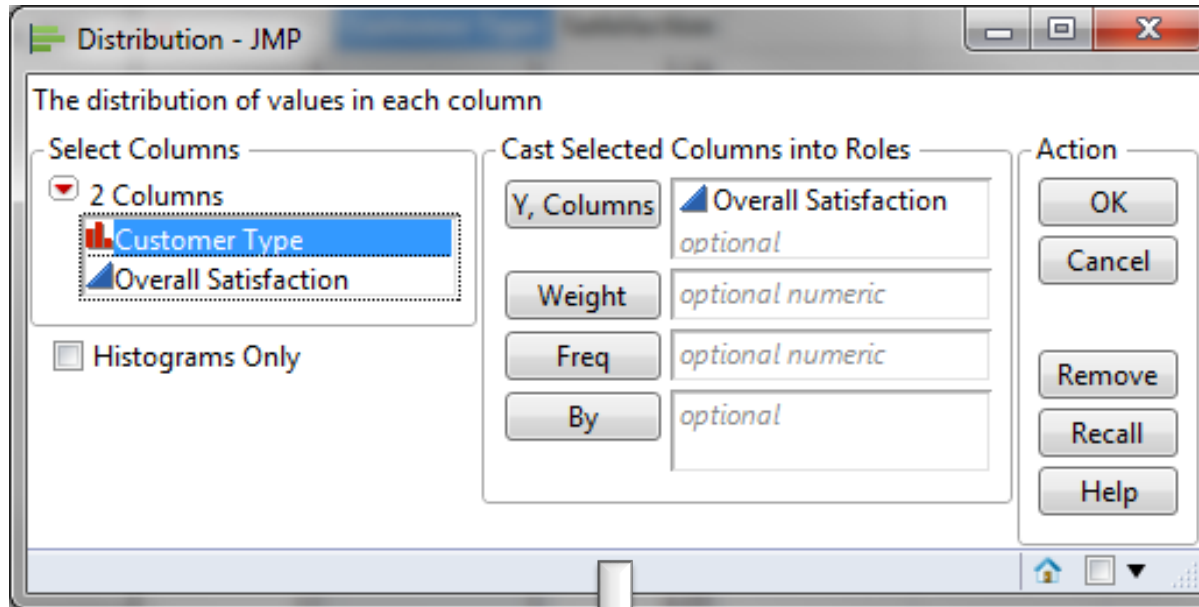 Distribution - JMP
The distribution of values in each column
Select Columns
2 Columns
Customer Type
Overall Satisfaction
Histograms Only
Cast Selected Columns into Roles
Y, Columns
Overall Satisfaction
optional
Weight
optional numeric
Freq
optional numeric
By
optional
Action
OK
Cancel
Remove
Recall
Help